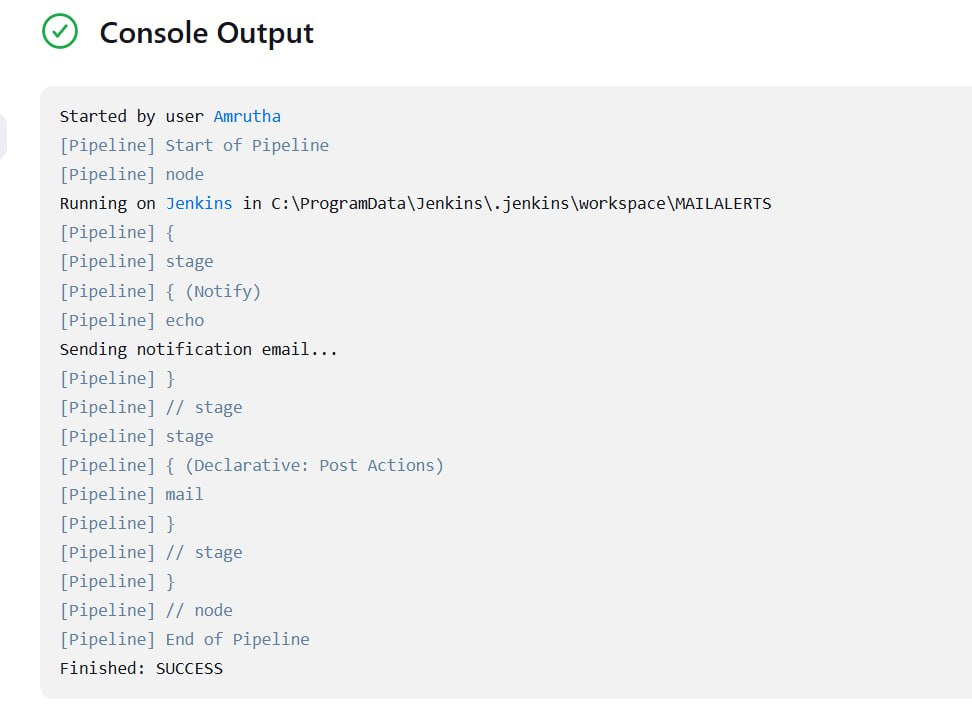 Console Output
Started by user Amrutha
[Pipeline] Start of Pipeline
[Pipeline] node
Running on Jenkins in C:\ProgramData\Jenkins\.jenkins\workspace\MAILALERTS
[Pipeline] {
[Pipeline] stage
[Pipeline] { (Notify)
[Pipeline] echo
Sending notification email...
[Pipeline] }
[Pipeline] // stage
[Pipeline] stage
[Pipeline] { (Declarative: Post Actions)
[Pipeline] mail
[Pipeline] }
[Pipeline] // stage
[Pipeline] }
[Pipeline] // node
[Pipeline] End of Pipeline
Finished: SUCCESS